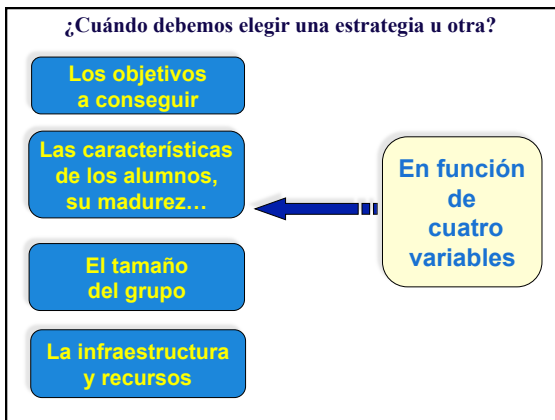 ¿Cuándo debemos elegir una estrategia u otra?
Los objetivos
a conseguir
Las características
de los alumnos,
su madurez…
El tamaño
del grupo
La infraestructura
y recursos
En función
de
cuatro
variables